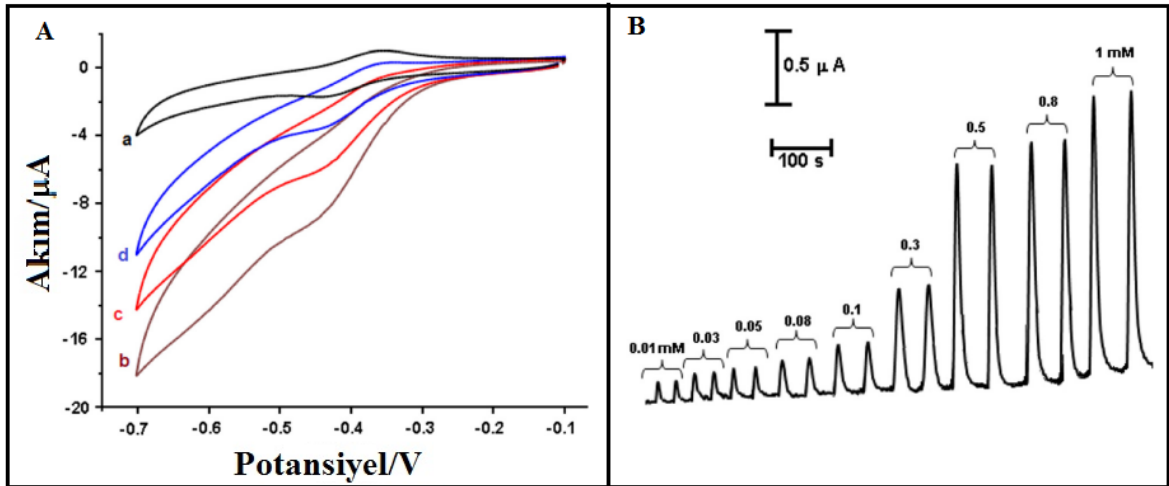 A
0
-4
-8
-12
-16
-20
Akım/µA
a
d
c
b
-0.7 -0.6 -0.5 -0.4 -0.3 -0.2 -0.1
Potansiyel/V
B
0.5 µ A
100 s
0.01 mM
0.03
0.05
0.08
0.1
0.3
0.5
0.8
1 mM